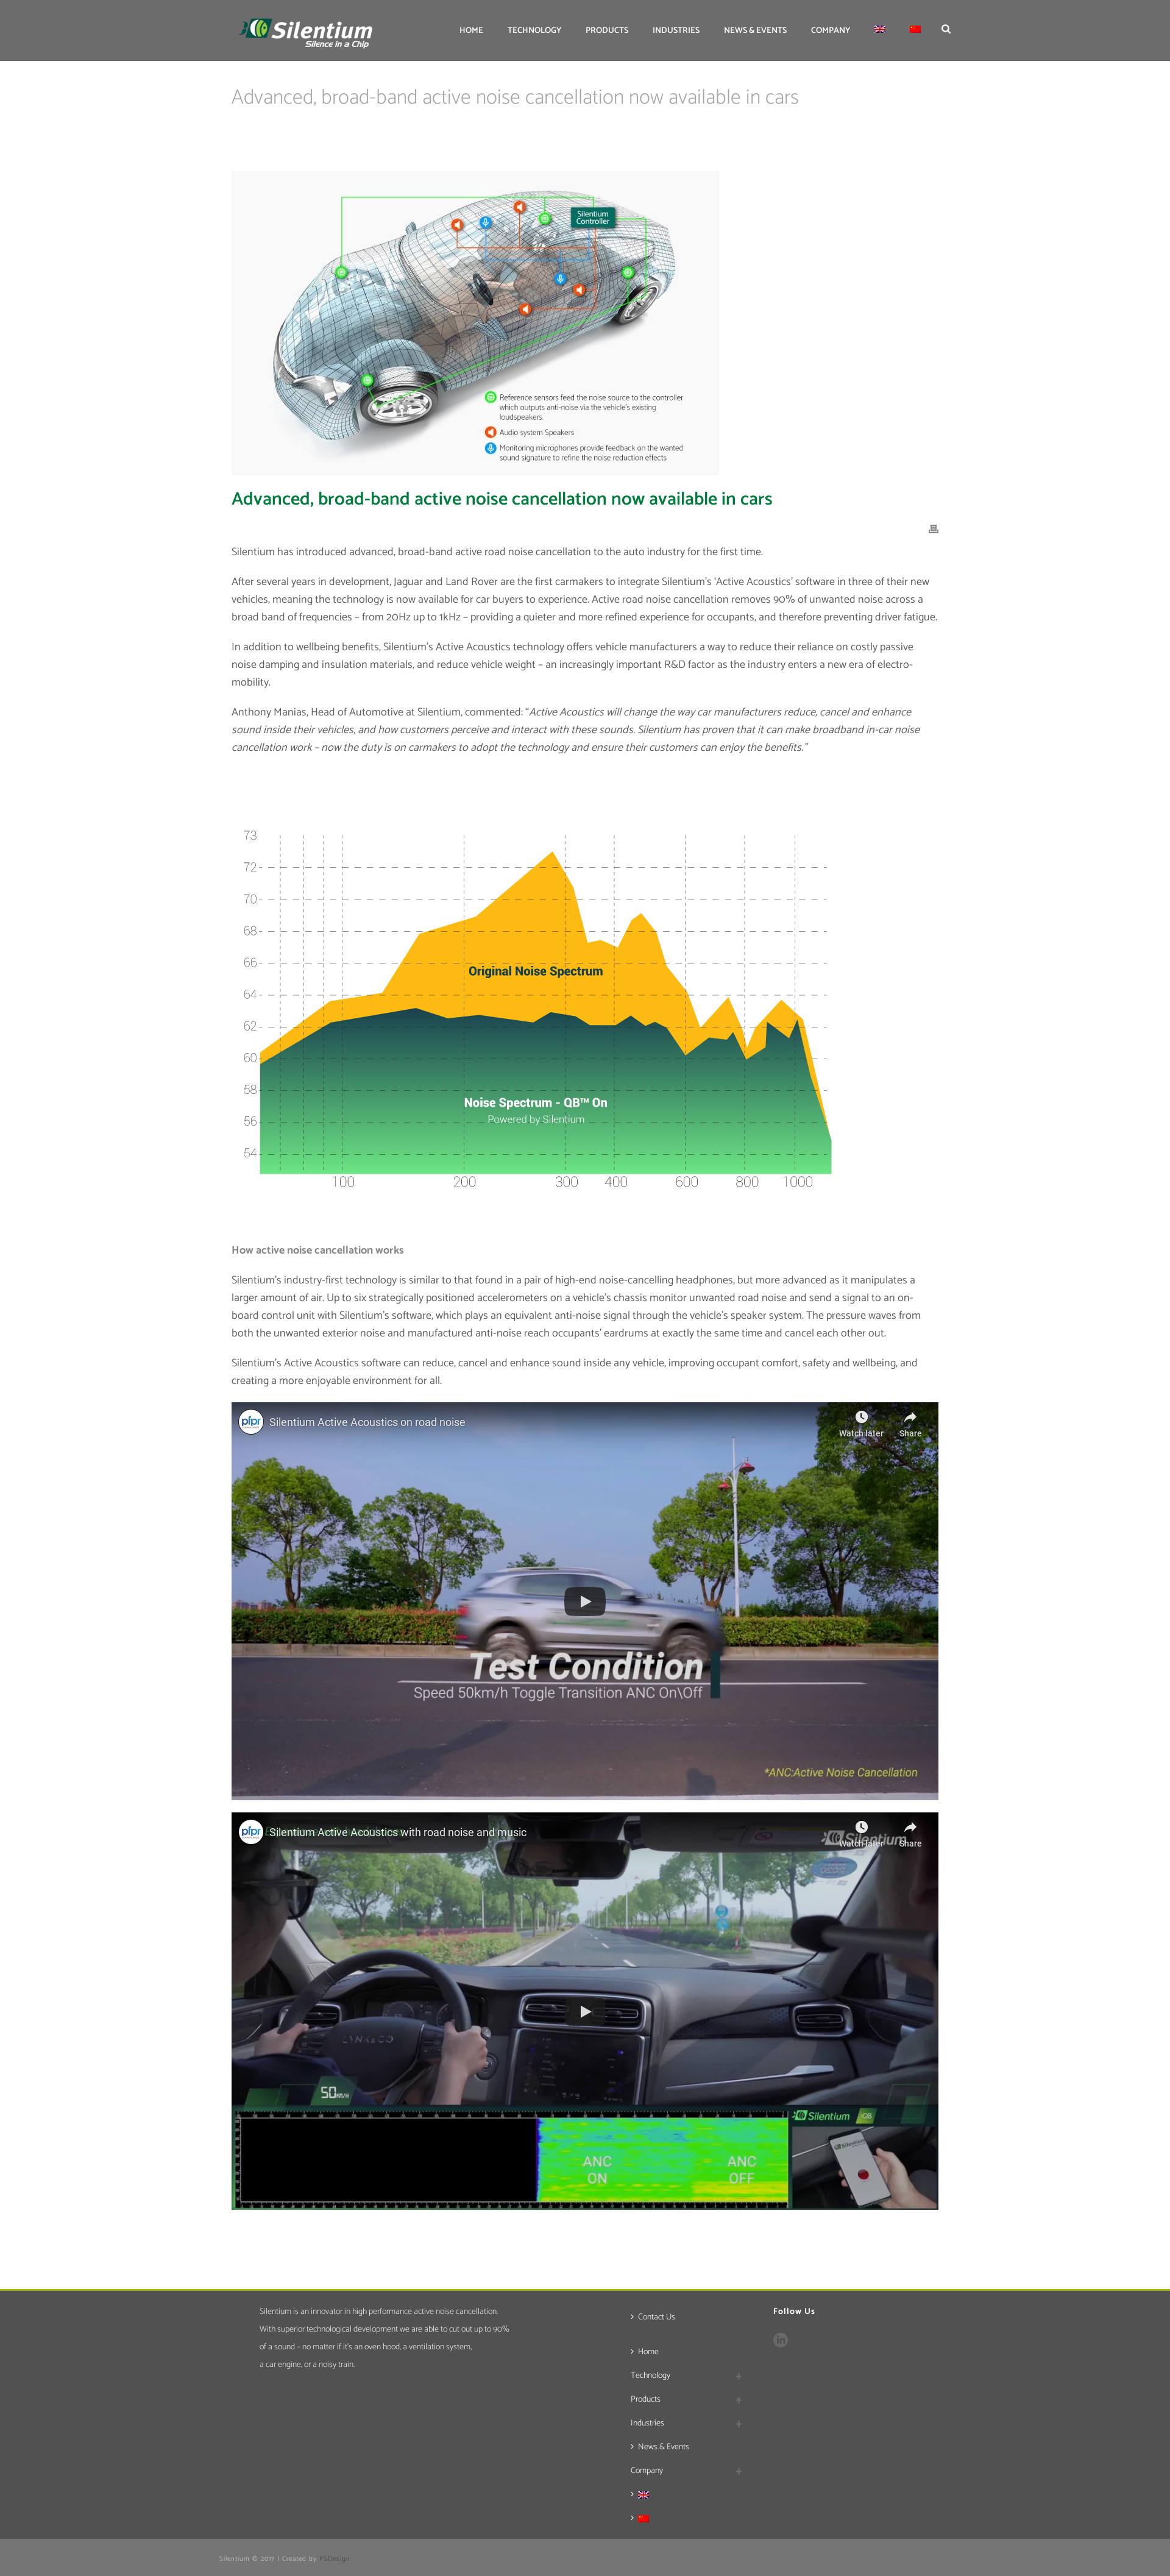 Silentium
Silence in a Chip
HOME
TECHNOLOGY
PRODUCTS
INDUSTRIES
NEWS & EVENTS
COMPANY
Advanced, broad-band active noise cancellation now available in cars
Silentium
Controller
Reference sensors feed the noise source to the controller
which outputs anti-noise via the vehicle's existing
loudspeakers.
Audio system Speakers
Monitoring microphones provide feedback on the wanted
sound signature to refine the noise reduction effects
Advanced, broad-band active noise cancellation now available in cars
Silentium has introduced advanced, broad-band active road noise cancellation to the auto industry for the first time.
After several years in development, Jaguar and Land Rover are the first carmakers to integrate Silentium's 'Active Acoustics' software in three of their new
vehicles, meaning the technology is now available for car buyers to experience. Active road noise cancellation removes 90% of unwanted noise across a
broad band of frequencies – from 20Hz up to 1kHz – providing a quieter and more refined experience for occupants, and therefore preventing driver fatigue.
In addition to wellbeing benefits, Silentium's Active Acoustics technology offers vehicle manufacturers a way to reduce their reliance on costly passive
noise damping and insulation materials, and reduce vehicle weight – an increasingly important R&D factor as the industry enters a new era of electro-
mobility.
Anthony Manias, Head of Automotive at Silentium, commented: "Active Acoustics will change the way car manufacturers reduce, cancel and enhance
sound inside their vehicles, and how customers perceive and interact with these sounds. Silentium has proven that it can make broadband in-car noise
cancellation work – now the duty is on carmakers to adopt the technology and ensure their customers can enjoy the benefits."
73
72
70
68
66
64
62
60
58
56
54
Original Noise Spectrum
Noise Spectrum - QB™ On
Powered by Silentium
100
200
300
400
600
800
1000
How active noise cancellation works
Silentium's industry-first technology is similar to that found in a pair of high-end noise-cancelling headphones, but more advanced as it manipulates a
larger amount of air. Up to six strategically positioned accelerometers on a vehicle's chassis monitor unwanted road noise and send a signal to an on-
board control unit with Silentium's software, which plays an equivalent anti-noise signal through the vehicle's speaker system. The pressure waves from
both the unwanted exterior noise and manufactured anti-noise reach occupants' eardrums at exactly the same time and cancel each other out.
Silentium's Active Acoustics software can reduce, cancel and enhance sound inside any vehicle, improving occupant comfort, safety and wellbeing, and
creating a more enjoyable environment for all.
pfpr
Silentium Active Acoustics on road noise
Watch later
Share
Test Condition
Speed 50km/h Toggle Transition ANC On\Off
*ANC:Active Noise Cancellation
pfpr
Silentium Active Acoustics with road noise and music
Watch later
Share
Silentium
LYNK&CO
50 KM/H
Silentium
QB
ANC
ON
ANC
OFF
Silentium is an innovator in high performance active noise cancellation.
With superior technological development we are able to cut out up to 90%
of a sound – no matter if it's an oven hood, a ventilation system,
a car engine, or a noisy train.
Contact Us
Home
Technology
Products
Industries
News & Events
Company
Follow Us
in
Silentium © 2017 | Created by PSDesign